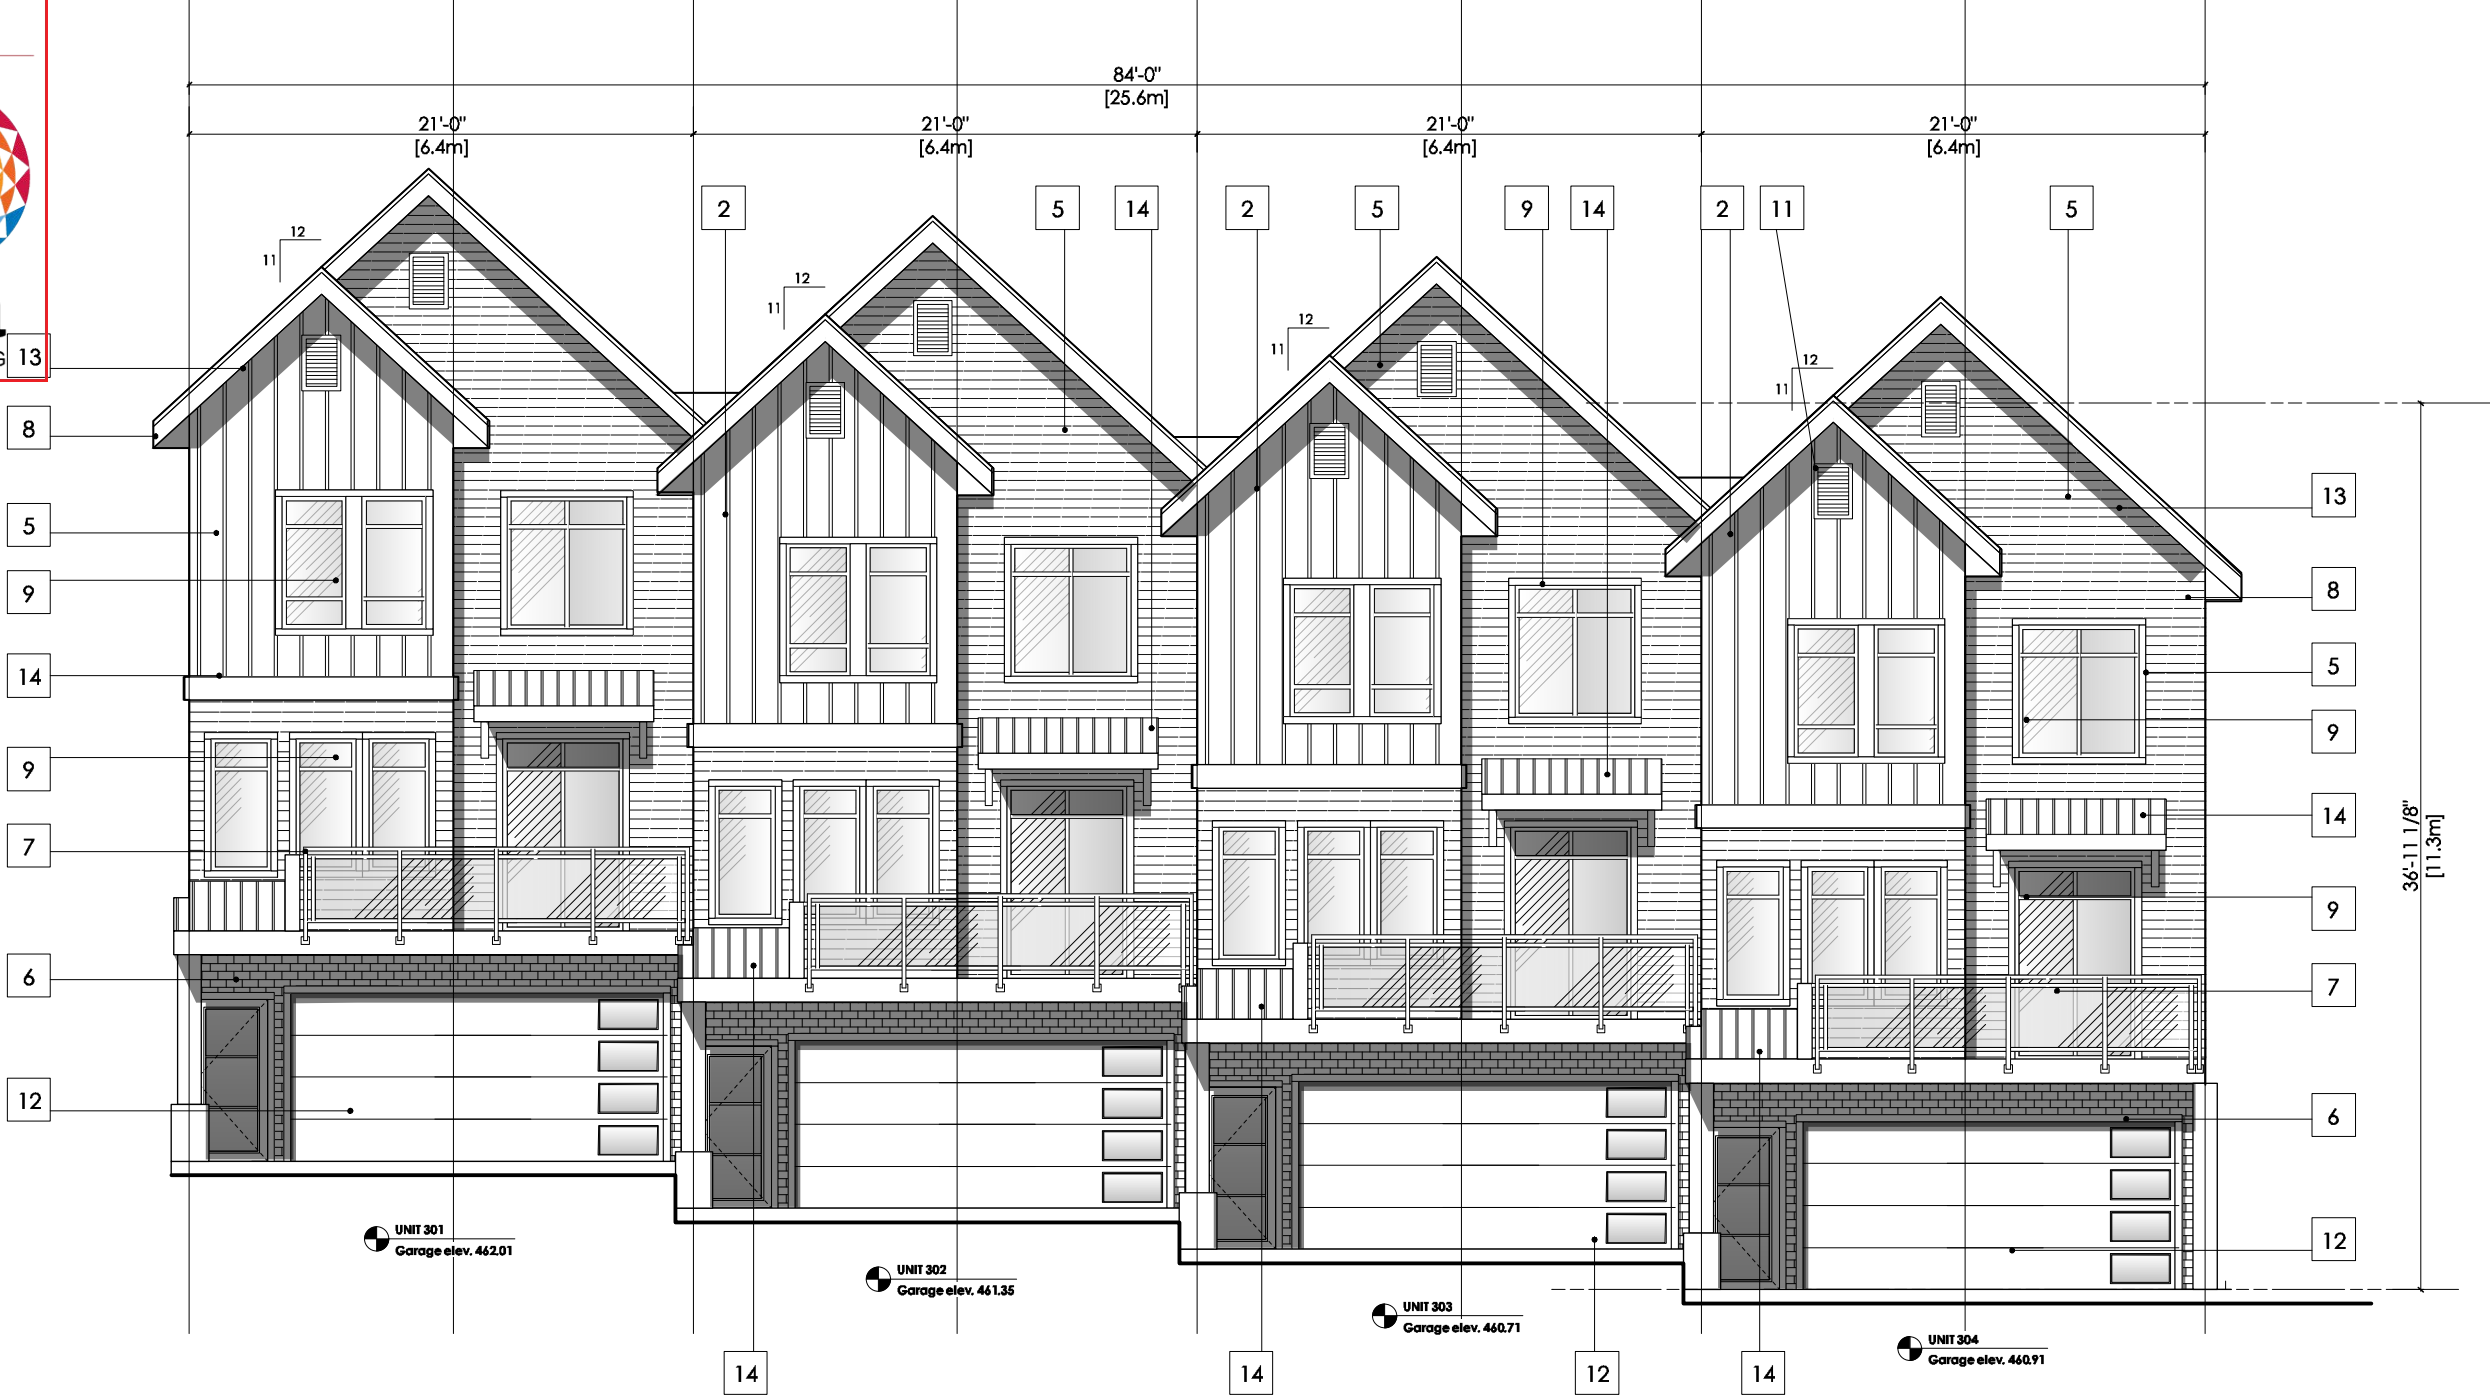 84'-0"
[25.6m]
21'-0" 21'-0" 21'-0" 21'-0"
[6.4m] [6.4m] [6.4m] [6.4m]
2 5 14 2 5 9 14 2 11 5
12
11
12
11
12
11
12
11
G 13
8
5
9
14
9
7
6
12
13
8
5
9
14
9
7
6
12
36'-11 1/8"
[11.3m]
UNIT 301
Garage elev. 462.01
UNIT 302
Garage elev. 461.35
UNIT 303
Garage elev. 460.71
UNIT 304
Garage elev. 460.91
14 14 12 14